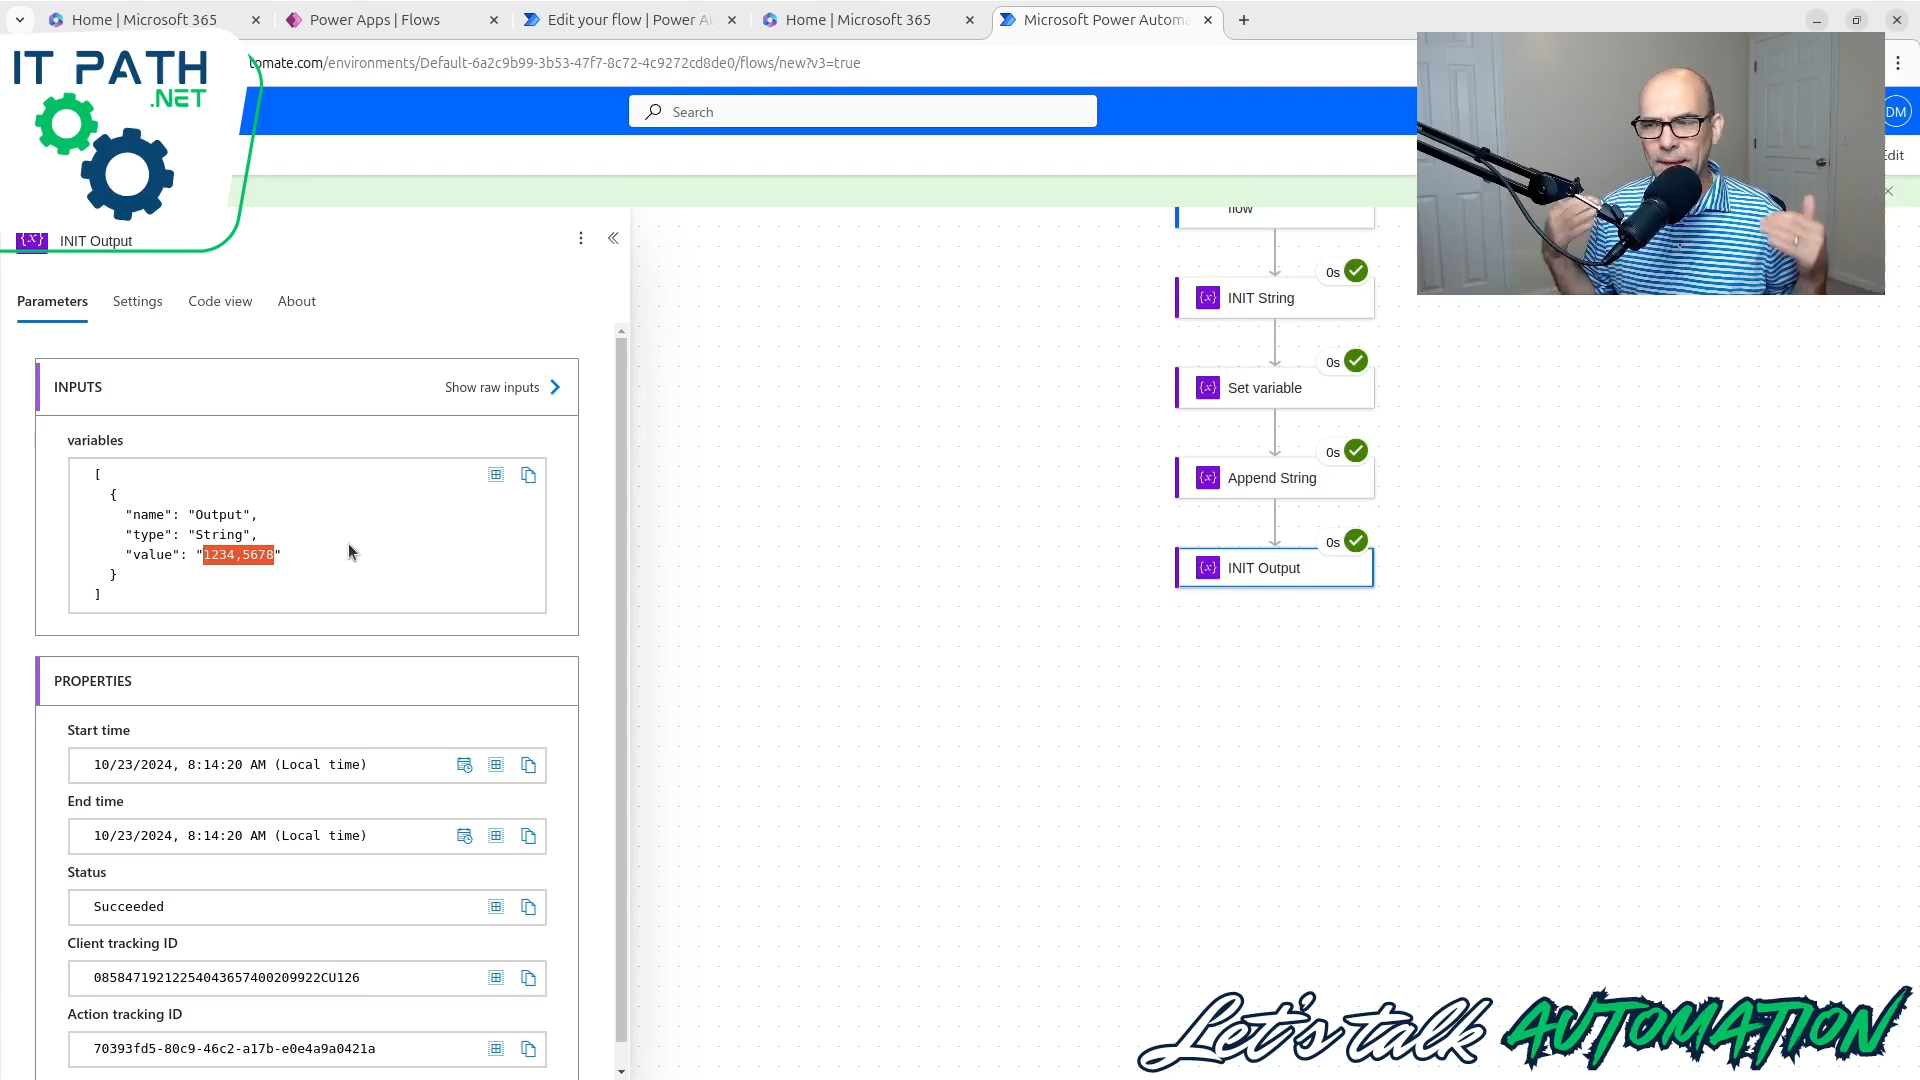 Home | Microsoft 365
Power Apps | Flows
Edit your flow | Power Au
Home | Microsoft 365
Microsoft Power Automa
IT PATH
.NET
tomate.com/environments/Default-6a2c9b99-3b53-47f7-8c72-4c9272cd8de0/flows/new?v3=true
Search
DM
Edit
{x} INIT Output
Parameters
Settings
Code view
About
INPUTS
Show raw inputs
variables
[
{
"name": "Output",
"type": "String",
"value": "1234,5678"
}
]
PROPERTIES
Start time
10/23/2024, 8:14:20 AM (Local time)
End time
10/23/2024, 8:14:20 AM (Local time)
Status
Succeeded
Client tracking ID
08584719212254043657400209922CU126
Action tracking ID
70393fd5-80c9-46c2-a17b-e0e4a9a0421a
flow
0s
{x} INIT String
0s
{x} Set variable
0s
{x} Append String
0s
{x} INIT Output
Let's talk AUTOMATION